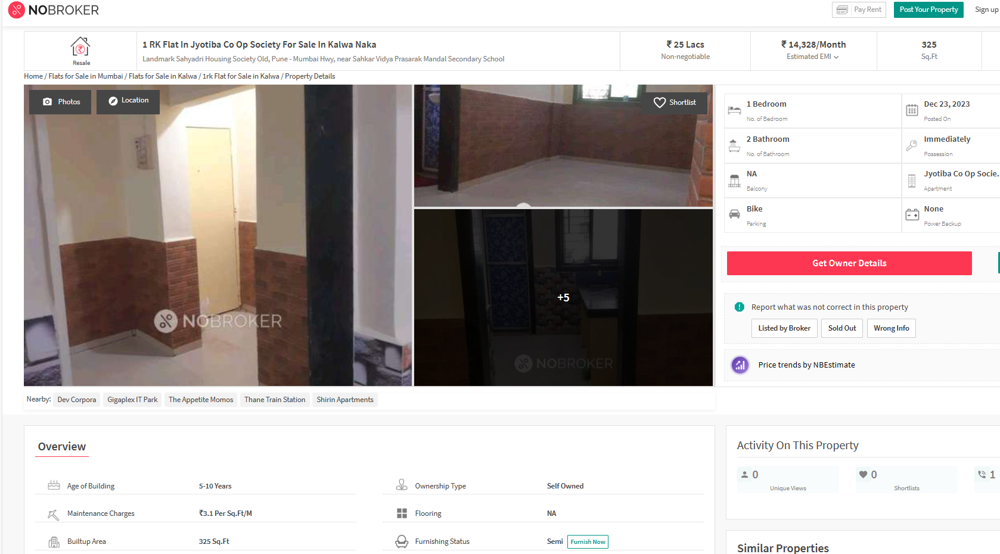 NOBROKER
Pay Rent
Post Your Property
Sign up
Resale
1 RK Flat In Jyotiba Co Op Society For Sale In Kalwa Naka
Landmark Sahyadri Housing Society Old, Pune - Mumbai Hwy, near Sahkar Vidya Prasarak Mandal Secondary School
₹ 25 Lacs
Non-negotiable
₹ 14,328/Month
Estimated EMI
325
Sq.Ft
Home / Flats for Sale in Mumbai / Flats for Sale in Kalwa / 1rk Flat for Sale in Kalwa / Property Details
Photos
Location
Shortlist
NOBROKER
+5
NOBROKER
1 Bedroom
No. of Bedroom
Dec 23, 2023
Posted On
2 Bathroom
No. of Bathroom
Immediately
Possession
NA
Balcony
Jyotiba Co Op Socie..
Apartment
Bike
Parking
None
Power Backup
Get Owner Details
Report what was not correct in this property
Listed by Broker
Sold Out
Wrong Info
Price trends by NBEstimate
Nearby: Dev Corpora Gigaplex IT Park The Appetite Momos Thane Train Station Shirin Apartments
Overview
Age of Building 5-10 Years
Ownership Type Self Owned
Maintenance Charges ₹3.1 Per Sq.Ft/M
Flooring NA
Builtup Area 325 Sq.Ft
Furnishing Status Semi Furnish Now
Activity On This Property
0
Unique Views
0
Shortlists
1
Similar Properties